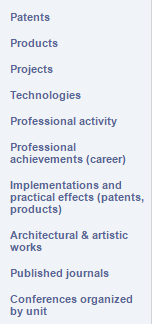 Patents
Products
Projects
Technologies
Professional activity
Professional
achievements (career)
Implementations and
practical effects (patents,
products)
Architectural & artistic
works
Published journals
Conferences organized
by unit